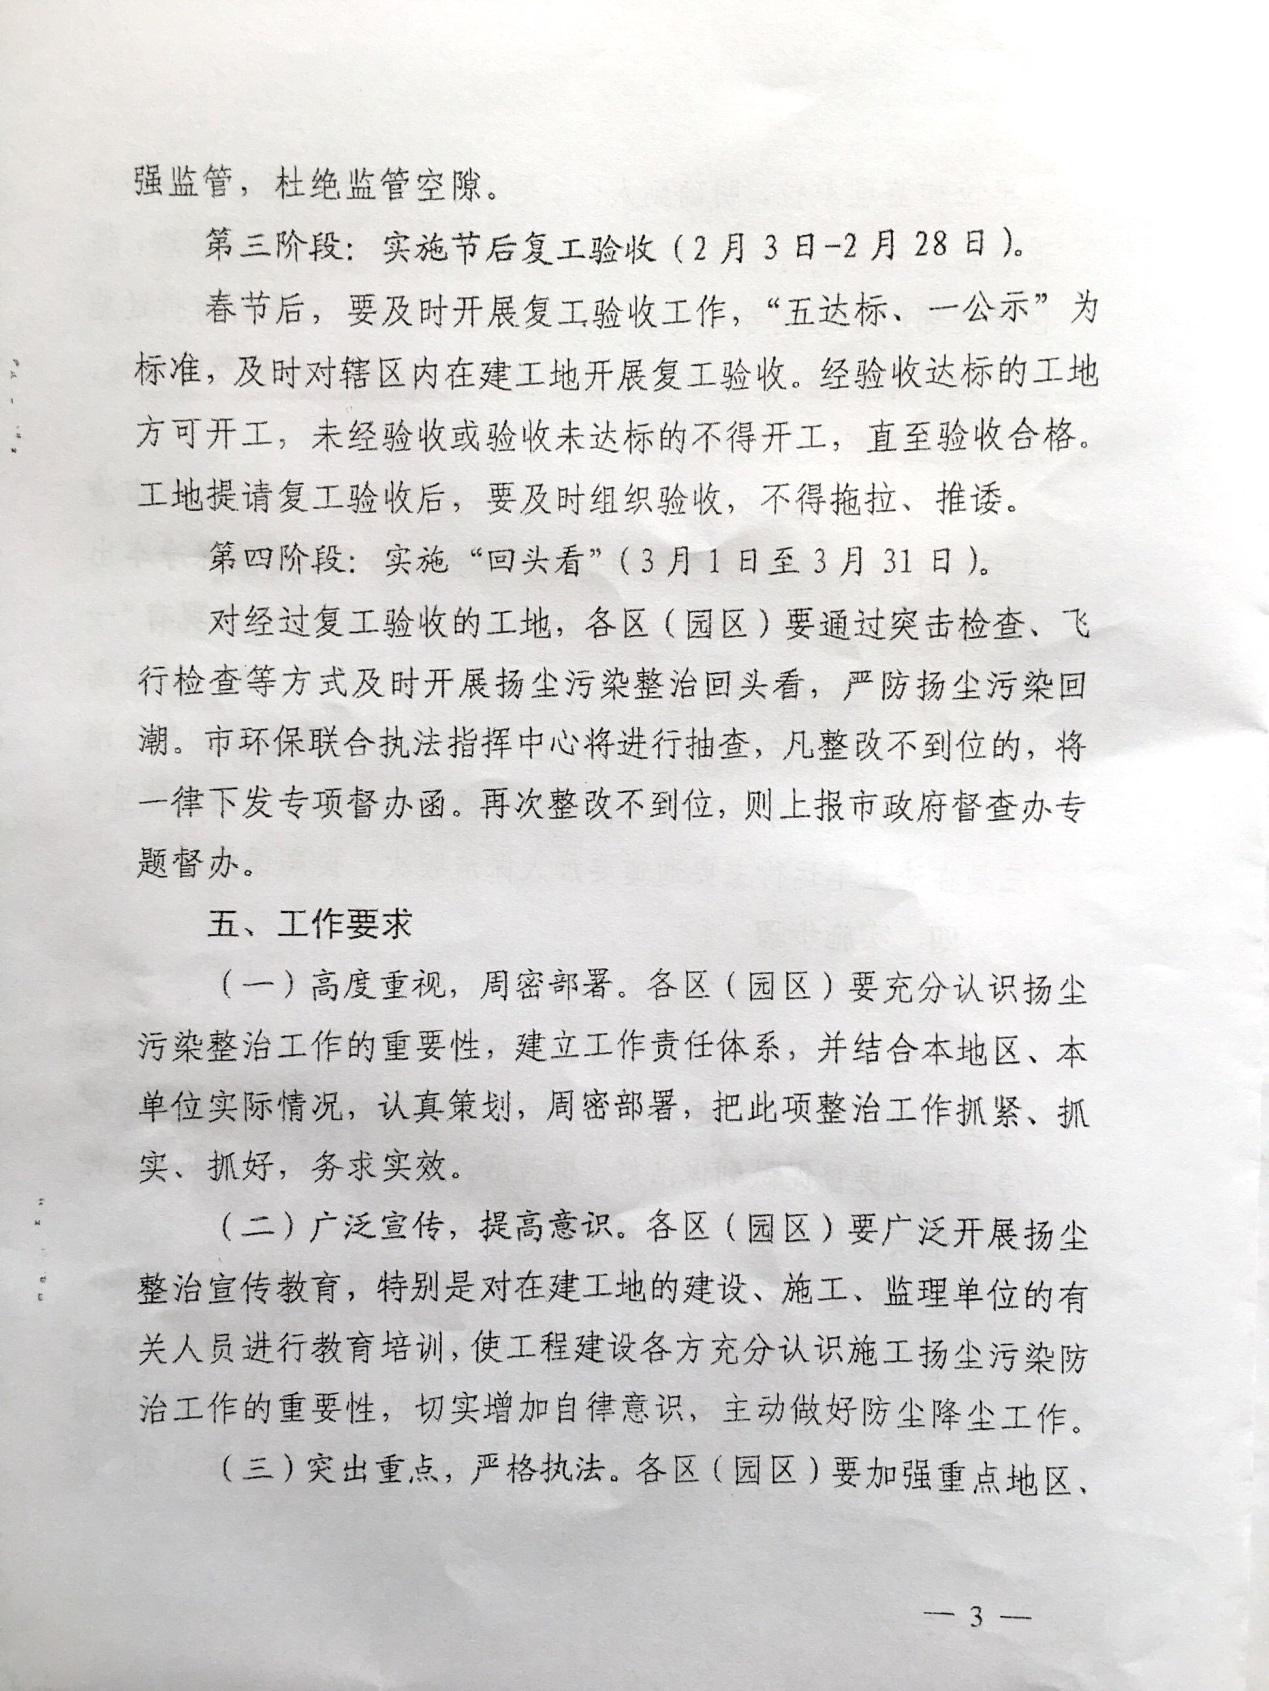 强监管，杜绝监管空隙。
第三阶段：实施节后复工验收（2月3日-2月28日）。
春节后，要及时开展复工验收工作，“五达标、一公示”为
标准，及时对辖区内在建工地开展复工验收。经验收达标的工地
方可开工，未经验收或验收未达标的不得开工，直至验收合格。
工地提请复工验收后，要及时组织验收，不得拖拉、推诿。
第四阶段：实施“回头看”（3月1日至3月31日）。
对经过复工验收的工地，各区（园区）要通过突击检查、飞
行检查等方式及时开展扬尘污染整治回头看，严防扬尘污染回
潮。市环保联合执法指挥中心将进行抽查，凡整改不到位的，将
一律下发专项督办函。再次整改不到位，则上报市政府督查办专
题督办。
五、工作要求
（一）高度重视，周密部署。各区（园区）要充分认识扬尘
污染整治工作的重要性，建立工作责任体系，并结合本地区、本
单位实际情况，认真策划，周密部署，把此项整治工作抓紧、抓
实、抓好，务求实效。
（二）广泛宣传，提高意识。各区（园区）要广泛开展扬尘
整治宣传教育，特别是对在建工地的建设、施工、监理单位的有
关人员进行教育培训，使工程建设各方充分认识施工扬尘污染防
治工作的重要性，切实增加自律意识，主动做好防尘降尘工作。
（三）突出重点，严格执法。各区（园区）要加强重点地区、
— 3 —